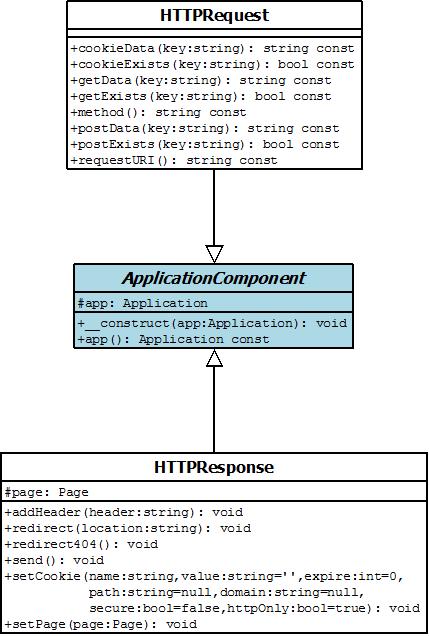 HTTPRequest
+cookieData(key:string): string const
+cookieExists(key:string): bool const
+getData(key:string): string const
+getExists(key:string): bool const
+method(): string const
+postData(key:string): string const
+postExists(key:string): bool const
+requestURI(): string const
ApplicationComponent
#app: Application
+__construct(app:Application): void
+app(): Application const
HTTPResponse
#page: Page
+addHeader(header:string): void
+redirect(location:string): void
+redirect404(): void
+send(): void
+setCookie(name:string,value:string='',expire:int=0,
path:string=null,domain:string=null,
secure:bool=false,httpOnly:bool=true): void
+setPage(page:Page): void